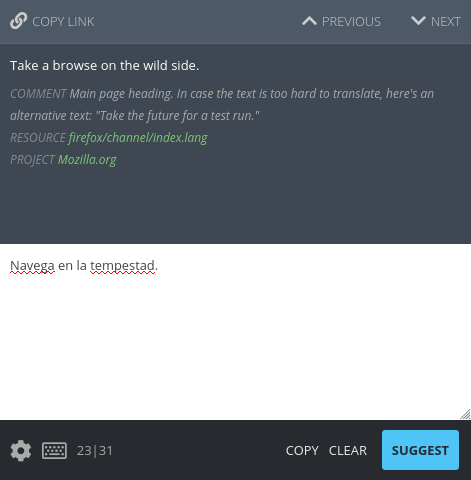 COPY LINK PREVIOUS NEXT
Take a browse on the wild side.
COMMENT Main page heading. In case the text is too hard to translate, here's an
alternative text: "Take the future for a test run."
RESOURCE firefox/channel/index.lang
PROJECT Mozilla.org
Navega en la tempestad.
23|31 COPY CLEAR SUGGEST